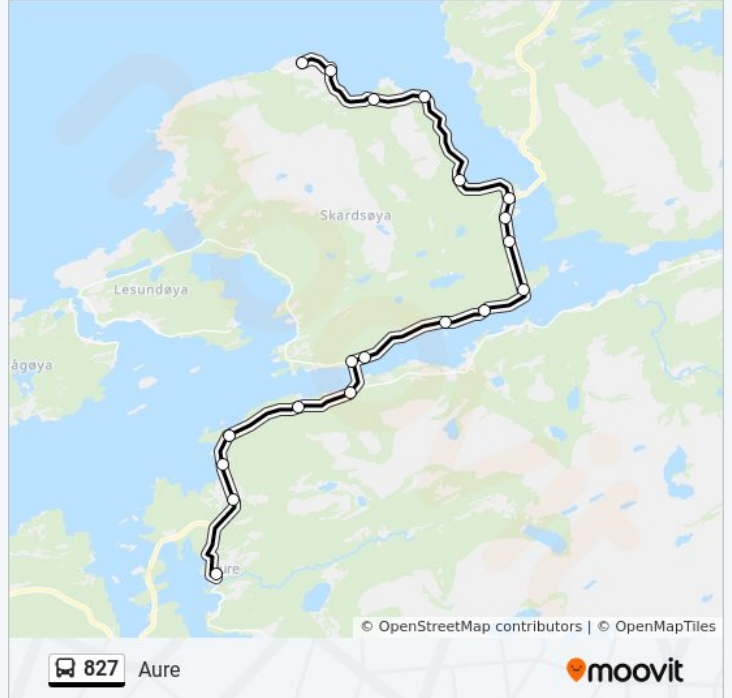 Skardsøya
Lesundøya
ågøya
ure
© OpenStreetMap contributors | © OpenMapTiles
827 Aure
moovit